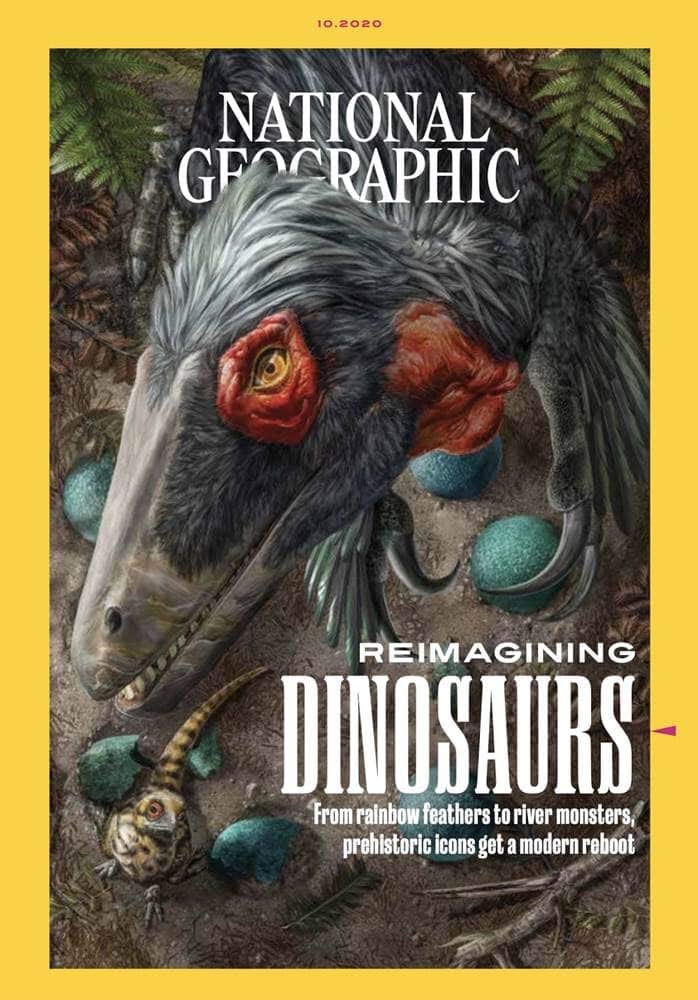 10.2020
NATIONAL
GEOGRAPHIC
REIMAGINING
DINOSAURS
From rainbow feathers to river monsters,
prehistoric icons get a modern reboot